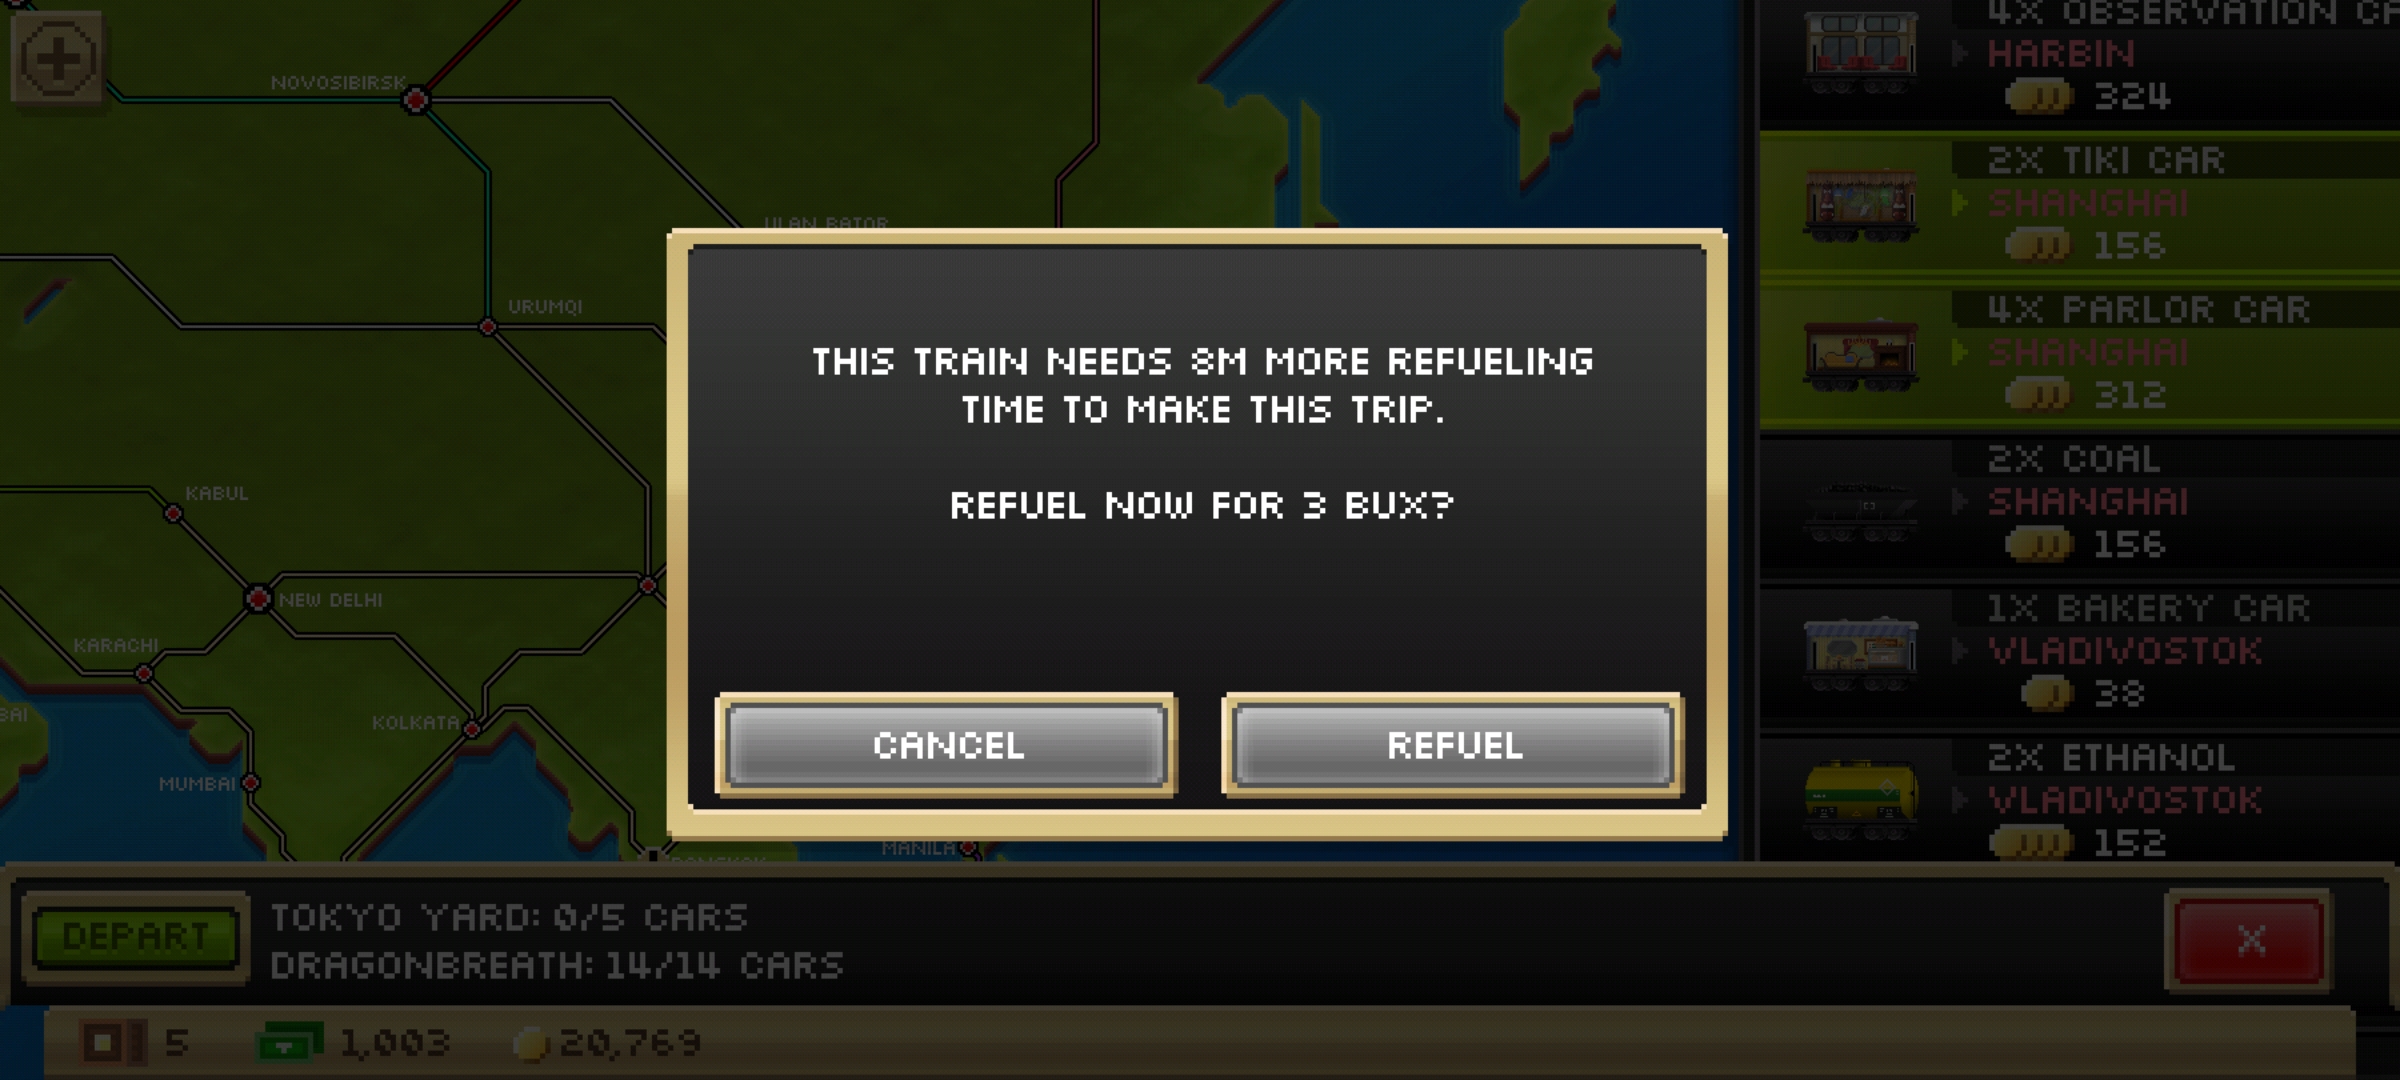 4X OBSERVATION
HARBIN
324
2X TIKI CAR
SHANGHAI
156
4X PARLOR CAR
SHANGHAI
312
2X COAL
SHANGHAI
156
1X BAKERY CAR
VLADIVOSTOK
38
2X ETHANOL
VLADIVOSTOK
152
NOVOSIBIRSK
ULAN BATOR
URUMQI
KABUL
NEW DELHI
KARACHI
KOLKATA
MUMBAI
MANILA
BANGKOK
THIS TRAIN NEEDS 8M MORE REFUELING
TIME TO MAKE THIS TRIP.
REFUEL NOW FOR 3 BUX?
CANCEL
REFUEL
DEPART
TOKYO YARD: 0/5 CARS
DRAGONBREATH: 14/14 CARS
X
5
1,003
20,769